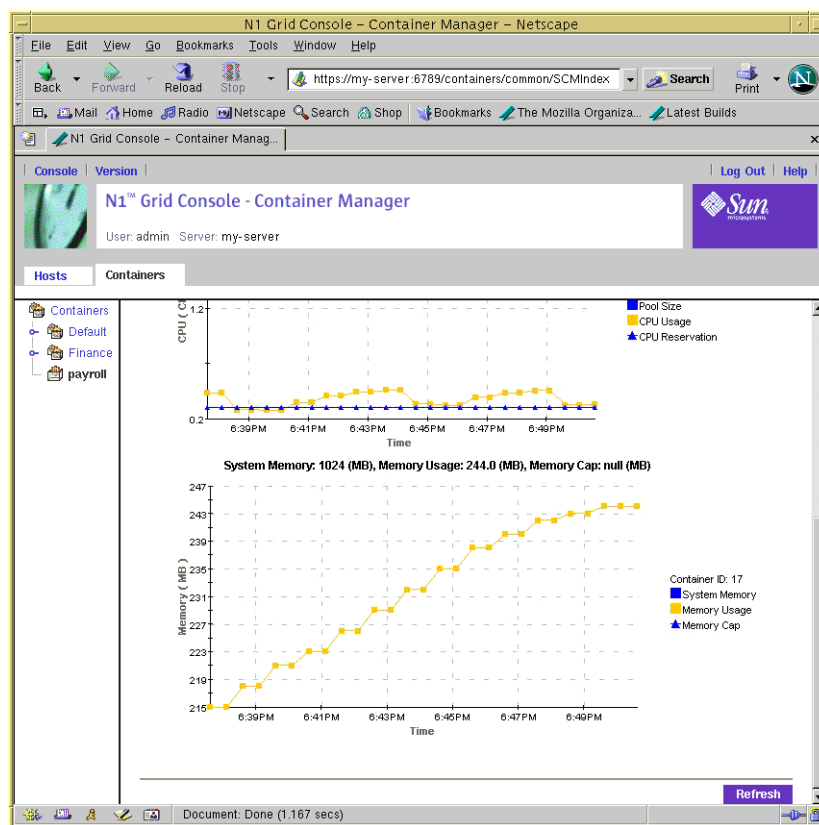 N1 Grid Console – Container Manager – Netscape
File Edit View Go Bookmarks Tools Window Help
Back Forward Reload Stop https://my-server:6789/containers/common/SCMIndex Search Print N
Mail Home Radio Netscape Search Shop Bookmarks The Mozilla Organiza... Latest Builds
N1 Grid Console – Container Manag...
Console Version Log Out Help
N1™ Grid Console - Container Manager
Sun microsystems
User: admin Server: my-server
Hosts Containers
Containers
Default
Finance
payroll
1.2
0.2
CPU
6:39PM 6:41PM 6:43PM 6:45PM 6:47PM 6:49PM
Time
Pool Size
CPU Usage
CPU Reservation
System Memory: 1024 (MB), Memory Usage: 244.0 (MB), Memory Cap: null (MB)
247
243
239
235
231
227
223
219
215
Memory ( MB )
6:39PM 6:41PM 6:43PM 6:45PM 6:47PM 6:49PM
Time
Container ID: 17
System Memory
Memory Usage
Memory Cap
Refresh
Document: Done (1.167 secs)